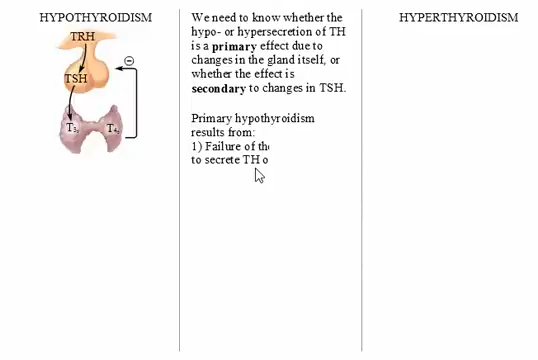 HYPOTHYROIDISM
TRH
TSH
T3,
T4,
We need to know whether the
hypo- or hypersecretion of TH
is a primary effect due to
changes in the gland itself, or
whether the effect is
secondary to changes in TSH.
Primary hypothyroidism
results from:
1) Failure of the
to secrete TH o
HYPERTHYROIDISM